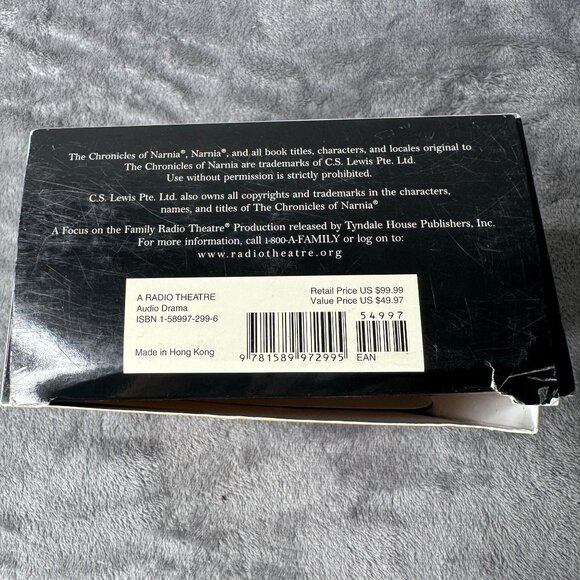 The Chronicles of Narnia®, Narnia®, and all book titles, characters, and locales original to
The Chronicles of Narnia are trademarks of C.S. Lewis Pte. Ltd.
Use without permission is strictly prohibited.
C.S. Lewis Pte. Ltd. also owns all copyrights and trademarks in the characters,
names, and titles of The Chronicles of Narnia®
A Focus on the Family Radio Theatre® Production released by Tyndale House Publishers, Inc.
For more information, call 1-800-A-FAMILY or log on to:
www.radiotheatre.org
A RADIO THEATRE
Audio Drama
ISBN 1-58997-299-6
Made in Hong Kong
Retail Price US $99.99
Value Price US $49.97
54997
9 781589 972995
EAN